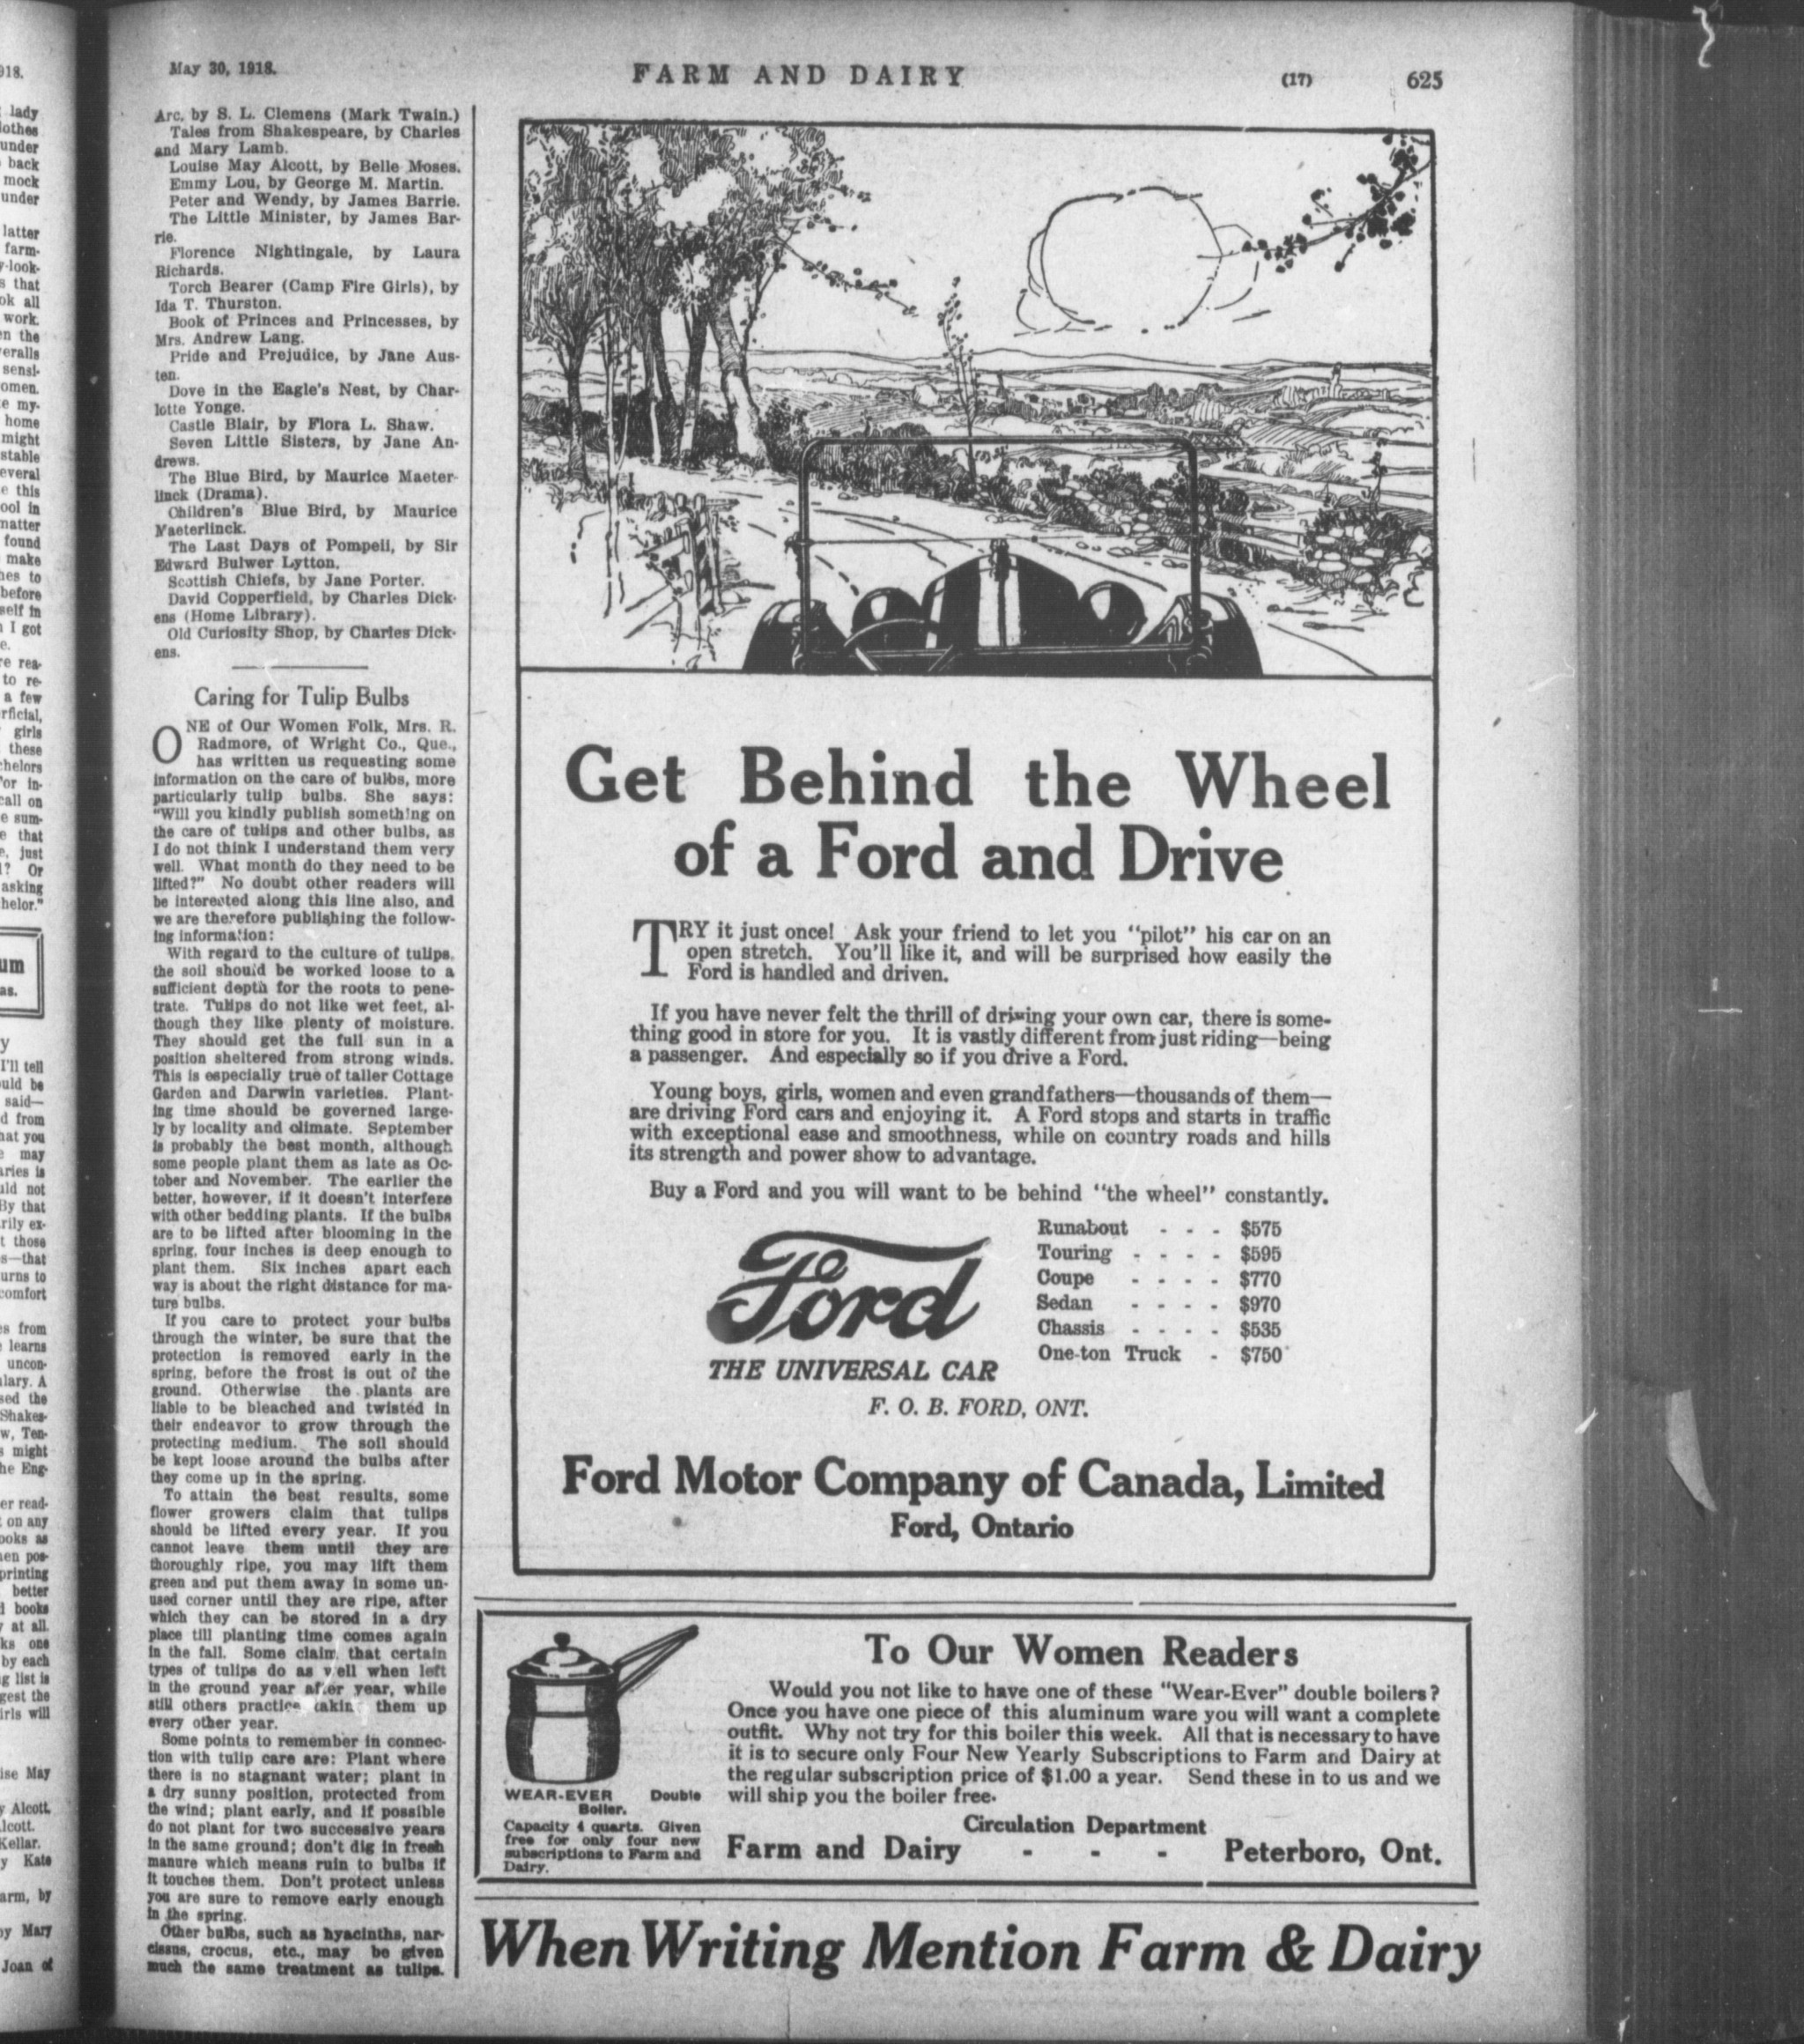 May 30, 1918.
FARM AND DAIRY
(17)
625
Arc, by S. L. Clemens (Mark Twain.)
Tales from Shakespeare, by Charles
and Mary Lamb.
Louise May Alcott, by Belle Moses.
Emmy Lou, by George M. Martin.
Peter and Wendy, by James Barrie.
The Little Minister, by James Bar-
rie.
Florence Nightingale, by Laura
Richards.
Torch Bearer (Camp Fire Girls), by
Ida T. Thurston.
Book of Princes and Princesses, by
Mrs. Andrew Lang.
Pride and Prejudice, by Jane Aus-
ten.
Dove in the Eagle's Nest, by Char-
lotte Yonge.
Castle Blair, by Flora L. Shaw.
Seven Little Sisters, by Jane An-
drews.
The Blue Bird, by Maurice Maeter-
linck (Drama).
Children's Blue Bird, by Maurice
Maeterlinck.
The Last Days of Pompeii, by Sir
Edward Bulwer Lytton.
Scottish Chiefs, by Jane Porter.
David Copperfield, by Charles Dick-
ens (Home Library).
Old Curiosity Shop, by Charles Dick-
ens.
Caring for Tulip Bulbs
ONE of Our Women Folk, Mrs. R.
Radmore, of Wright Co., Que.,
has written us requesting some
information on the care of bulbs, more
particularly tulip bulbs. She says:
"Will you kindly publish something on
the care of tulips and other bulbs, as
I do not think I understand them very
well. What month do they need to be
lifted?" No doubt other readers will
be interested along this line also, and
we are therefore publishing the follow-
ing information:
With regard to the culture of tulips,
the soil should be worked loose to a
sufficient depth for the roots to pene-
trate. Tulips do not like wet feet, al-
though they like plenty of moisture.
They should get the full sun in a
position sheltered from strong winds.
This is especially true of taller Cottage
Garden and Darwin varieties. Plant-
ing time should be governed large-
ly by locality and climate. September
is probably the best month, although
some people plant them as late as Oc-
tober and November. The earlier the
better, however, if it doesn't interfere
with other bedding plants. If the bulbs
are to be lifted after blooming in the
spring, four inches is deep enough to
plant them. Six inches apart each
way is about the right distance for ma-
ture bulbs.
If you care to protect your bulbs
through the winter, be sure that the
protection is removed early in the
spring, before the frost is out of the
ground. Otherwise the plants are
liable to be bleached and twisted in
their endeavor to grow through the
protecting medium. The soil should
be kept loose around the bulbs after
they come up in the spring.
To attain the best results, some
flower growers claim that tulips
should be lifted every year. If you
cannot leave them until they are
thoroughly ripe, you may lift them
green and put them away in some un-
used corner until they are ripe, after
which they can be stored in a dry
place till planting time comes again
in the fall. Some claim that certain
types of tulips do as well when left
in the ground year after year, while
still others practice taking them up
every other year.
Some points to remember in connec-
tion with tulip care are: Plant where
there is no stagnant water; plant in
a dry sunny position, protected from
the wind; plant early, and if possible
do not plant for two successive years
in the same ground; don't dig in fresh
manure which means ruin to bulbs if
it touches them. Don't protect unless
you are sure to remove early enough
in the spring.
Other bulbs, such as hyacinths, nar-
cissus, crocus, etc., may be given
much the same treatment as tulips.
Get Behind the Wheel
of a Ford and Drive
TRY it just once! Ask your friend to let you "pilot" his car on an
open stretch. You'll like it, and will be surprised how easily the
Ford is handled and driven.
If you have never felt the thrill of driving your own car, there is some-
thing good in store for you. It is vastly different from just riding—being
a passenger. And especially so if you drive a Ford.
Young boys, girls, women and even grandfathers—thousands of them—
are driving Ford cars and enjoying it. A Ford stops and starts in traffic
with exceptional ease and smoothness, while on country roads and hills
its strength and power show to advantage.
Buy a Ford and you will want to be behind "the wheel" constantly.
Ford
THE UNIVERSAL CAR
Runabout - - - $575
Touring - - - - $595
Coupe - - - - $770
Sedan - - - - $970
Chassis - - - - $535
One-ton Truck - $750
F. O. B. FORD, ONT.
Ford Motor Company of Canada, Limited
Ford, Ontario
To Our Women Readers
Would you not like to have one of these "Wear-Ever" double boilers?
Once you have one piece of this aluminum ware you will want a complete
outfit. Why not try for this boiler this week. All that is necessary to have
it is to secure only Four New Yearly Subscriptions to Farm and Dairy at
the regular subscription price of $1.00 a year. Send these in to us and we
will ship you the boiler free.
WEAR-EVER Double
Boiler.
Capacity 4 quarts. Given
free for only four new
subscriptions to Farm and
Dairy.
Circulation Department
Farm and Dairy - - - Peterboro, Ont.
When Writing Mention Farm & Dairy